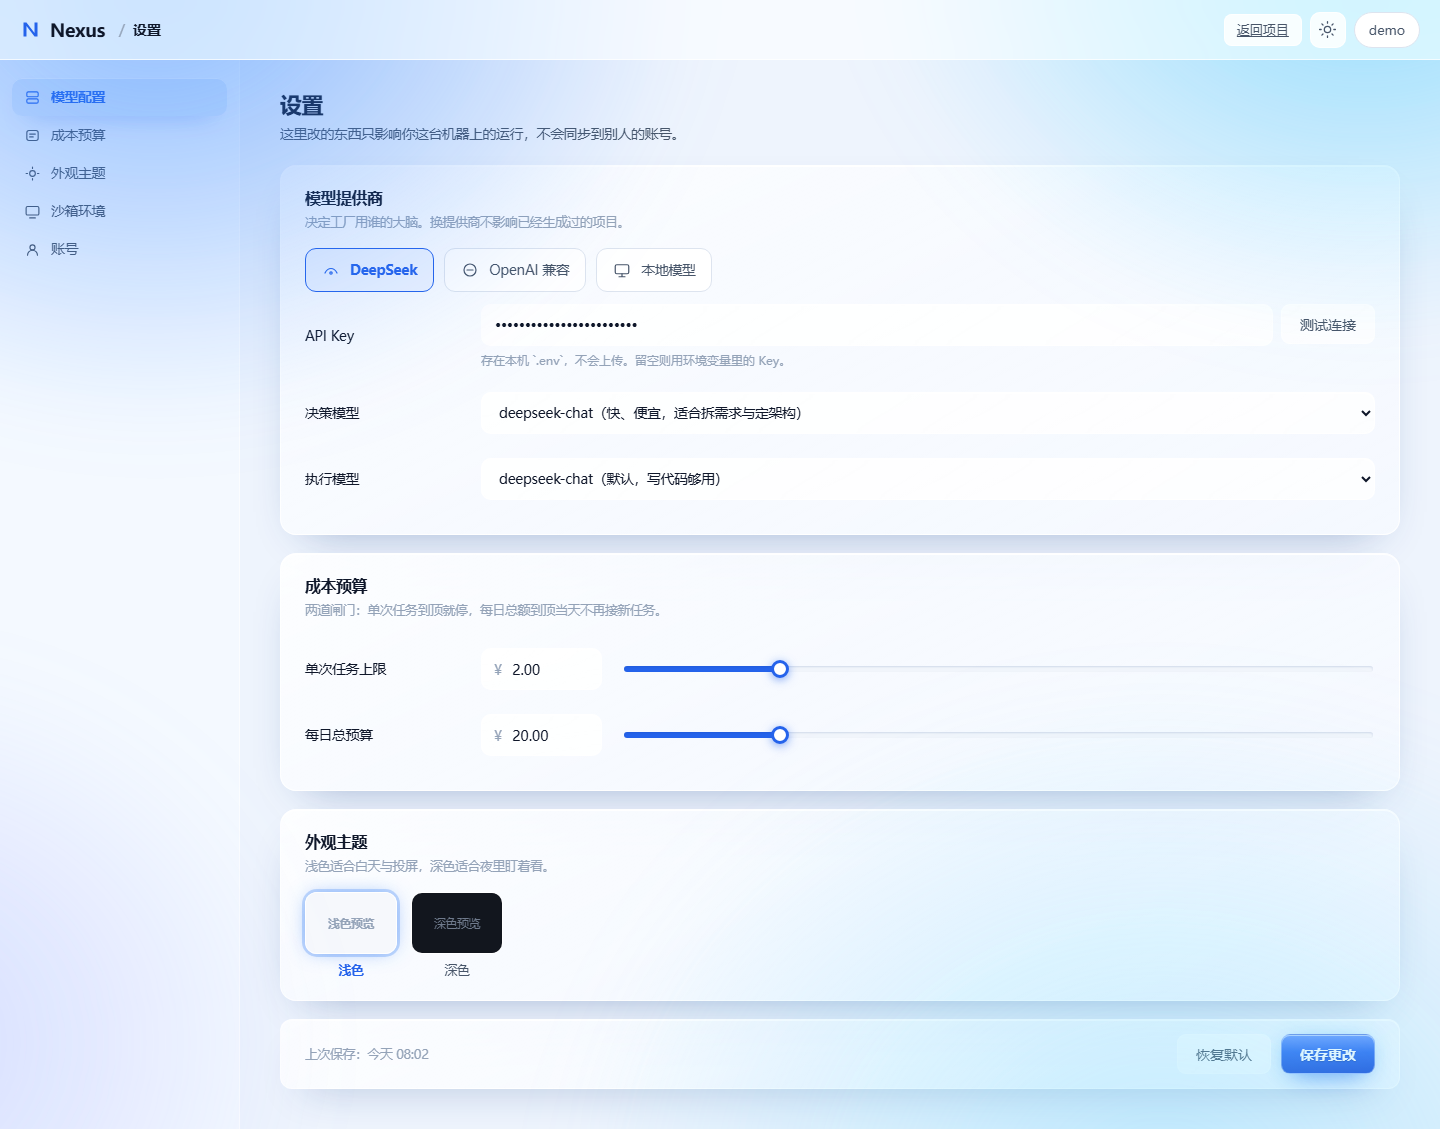 Nexus / 设置
返回项目
demo
模型配置
成本预算
外观主题
沙箱环境
账号
设置
这里改的东西只影响你这台机器上的运行，不会同步到别人的账号。
模型提供商
决定工厂用谁的大脑。换提供商不影响已经生成过的项目。
DeepSeek
OpenAI 兼容
本地模型
API Key
••••••••••••••••••••••••
测试连接
存在本机 `.env`，不会上传。留空则用环境变量里的 Key。
决策模型
deepseek-chat（快、便宜，适合拆需求与定架构）
执行模型
deepseek-chat（默认，写代码够用）
成本预算
两道闸门：单次任务到顶就停，每日总额到顶当天不再接新任务。
单次任务上限
¥ 2.00
每日总预算
¥ 20.00
外观主题
浅色适合白天与投屏，深色适合夜里盯着看。
浅色预览
深色预览
浅色
深色
上次保存：今天 08:02
恢复默认
保存更改